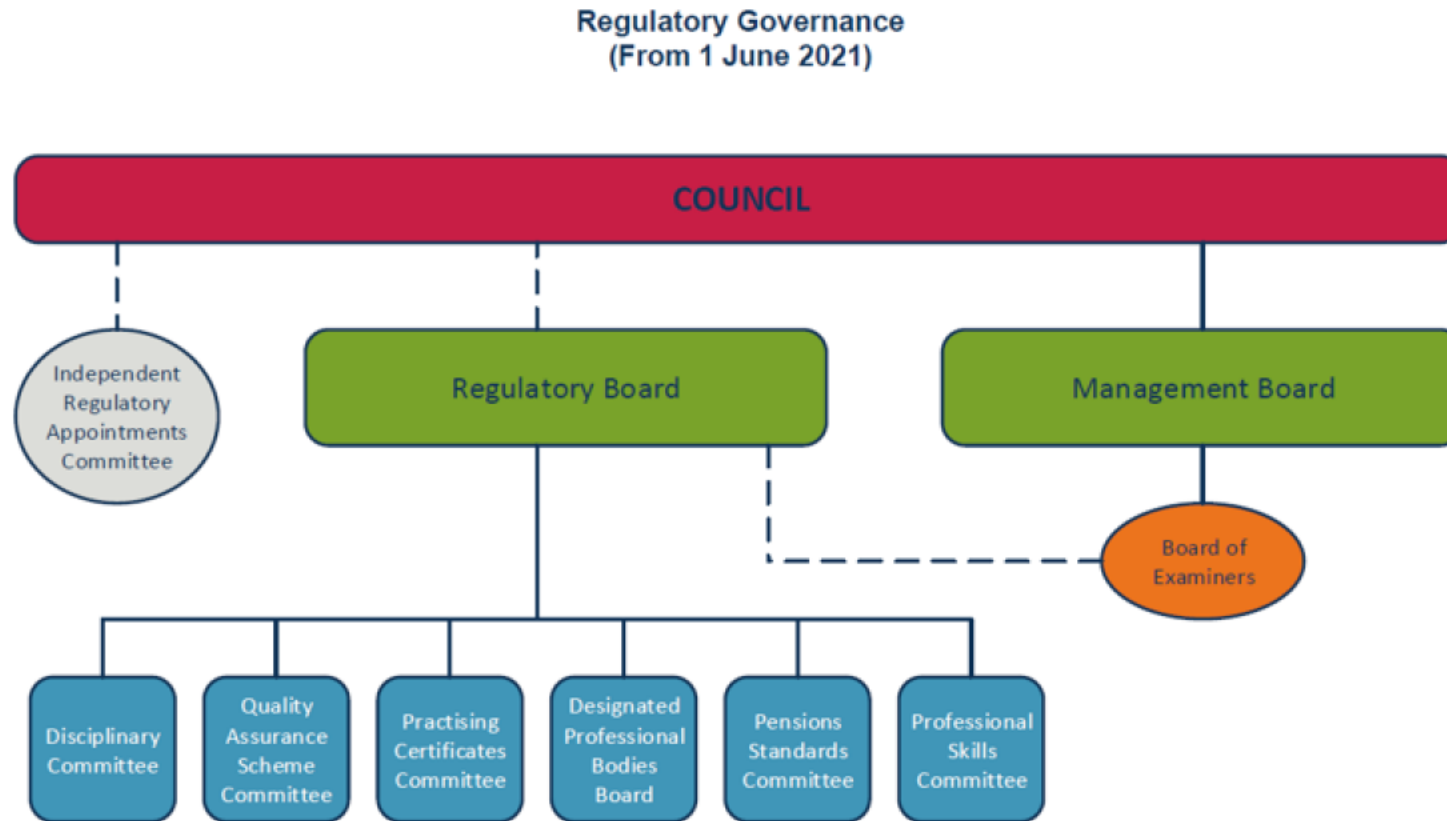 Regulatory Governance
(From 1 June 2021)
COUNCIL
Independent
Regulatory
Appointments
Committee
Regulatory Board
Management Board
Board of
Examiners
Disciplinary
Committee
Quality
Assurance
Scheme
Committee
Practising
Certificates
Committee
Designated
Professional
Bodies
Board
Pensions
Standards
Committee
Professional
Skills
Committee